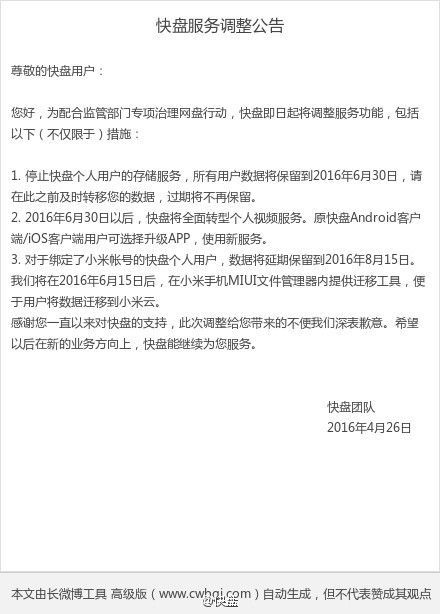 快盘服务调整公告
尊敬的快盘用户：
您好，为配合监管部门专项治理网盘行动，快盘即日起将调整服务功能，包括
以下（不仅限于）措施：
1. 停止快盘个人用户的存储服务，所有用户数据将保留到2016年6月30日，请
在此之前及时转移您的数据，过期将不再保留。
2. 2016年6月30日以后，快盘将全面转型个人视频服务。原快盘Android客户
端/iOS客户端用户可选择升级APP，使用新服务。
3. 对于绑定了小米帐号的快盘个人用户，数据将延期保留到2016年8月15日。
我们将在2016年6月15日后，在小米手机MIUI文件管理器内提供迁移工具，便
于用户将数据迁移到小米云。
感谢您一直以来对快盘的支持，此次调整给您带来的不便我们深表歉意。希望
以后在新的业务方向上，快盘能继续为您服务。
快盘团队
2016年4月26日
本文由长微博工具 高级版（www.cwbqi.com）自动生成，但不代表赞成其观点
@快盘